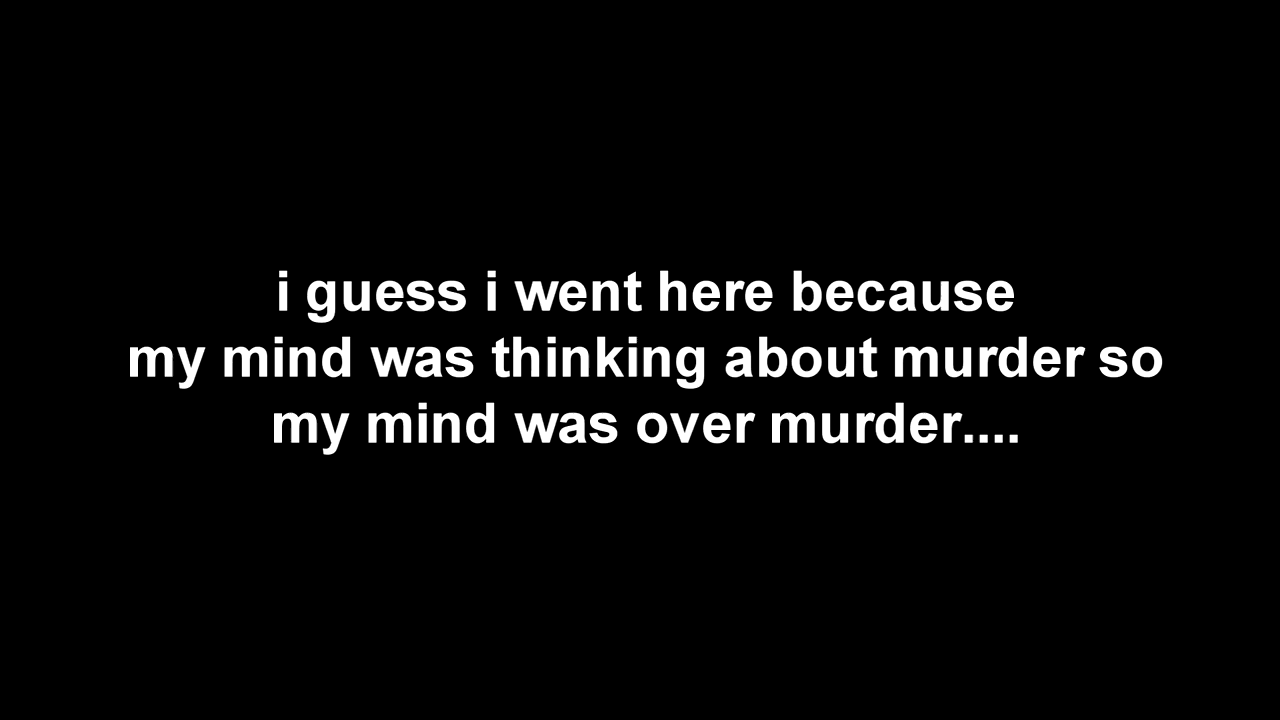 i guess i went here because
my mind was thinking about murder so
my mind was over murder....